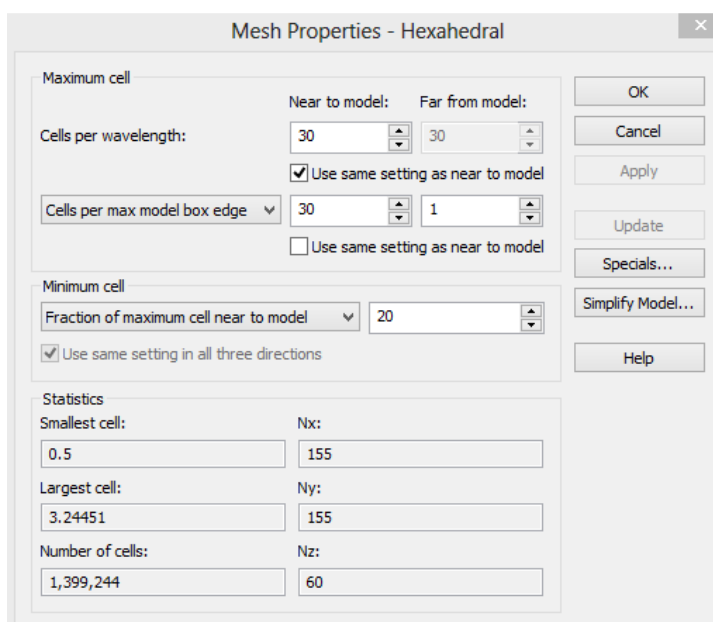 Mesh Properties - Hexahedral
×
Maximum cell
Near to model: Far from model:
Cells per wavelength: 30 30
Use same setting as near to model
Cells per max model box edge 30 1
Use same setting as near to model
Minimum cell
Fraction of maximum cell near to model 20
Use same setting in all three directions
Statistics
Smallest cell: Nx:
0.5 155
Largest cell: Ny:
3.24451 155
Number of cells: Nz:
1,399,244 60
OK
Cancel
Apply
Update
Specials...
Simplify Model...
Help